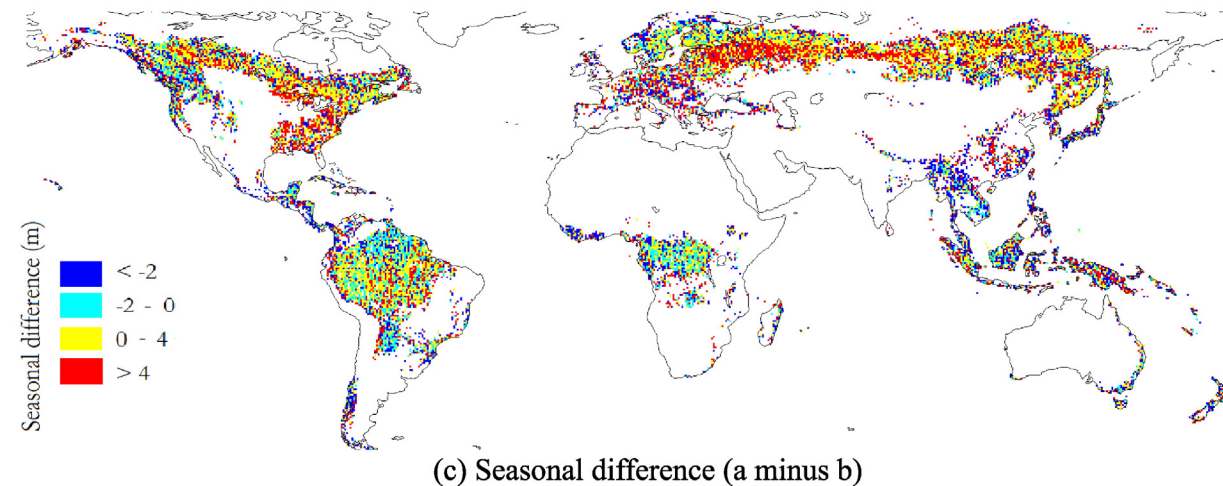 Seasonal difference (m)
< -2
-2 - 0
0 - 4
> 4
(c) Seasonal difference (a minus b)